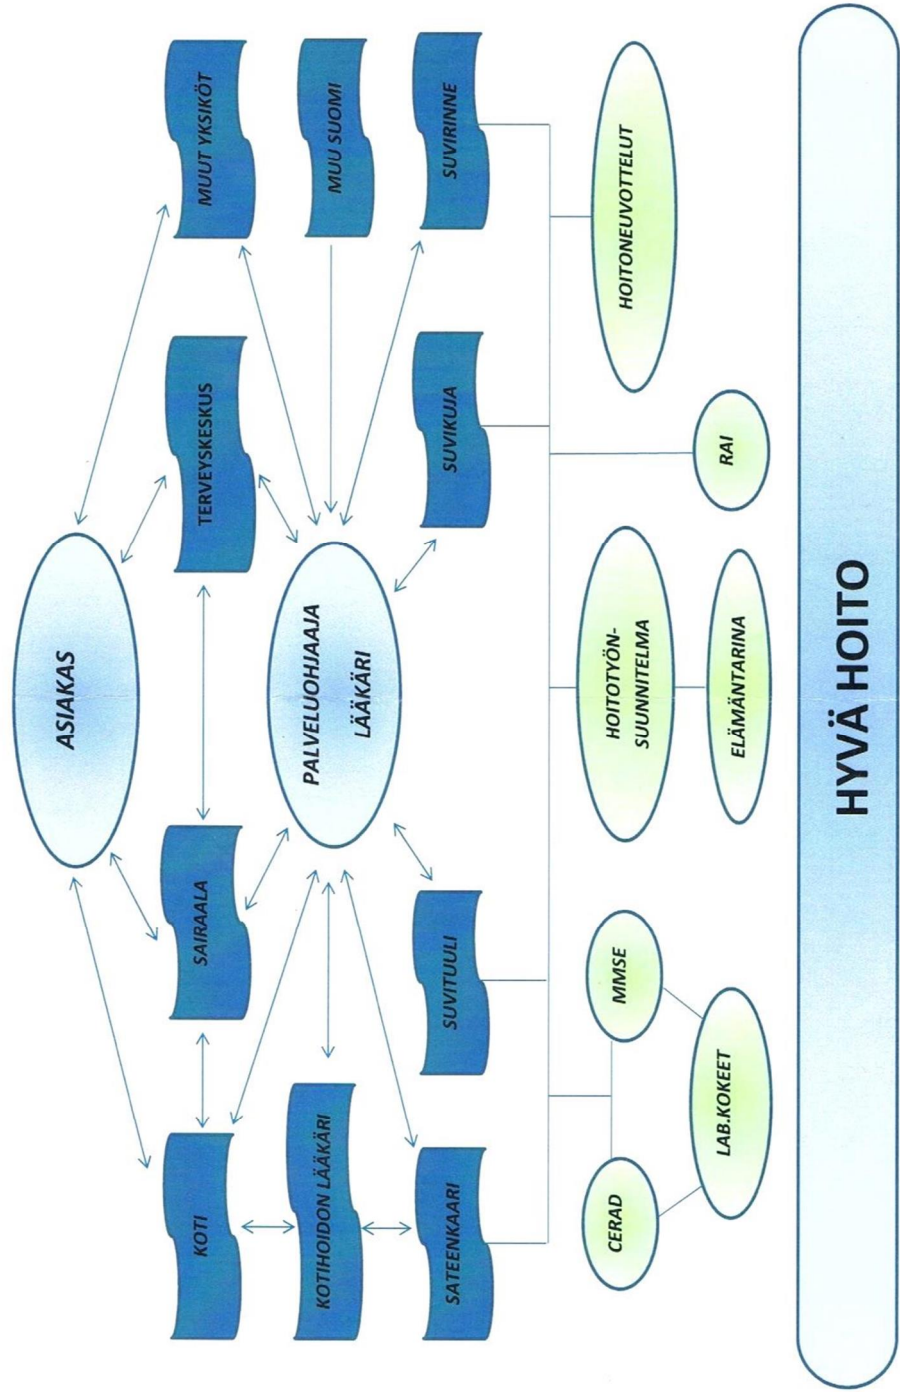 ASIAKAS
KOTI
SAIRAALA
TERVEYSKESKUS
MUUT YKSIKÖT
KOTIHOIDON LÄÄKÄRI
PALVELUOHJAAJA
LÄÄKÄRI
MUU SUOMI
SATEENKAARI
SUVITUULI
SUVIKUJA
SUVIRINNE
CERAD
MMSE
HOITOTYÖN-
SUUNNITELMA
HOITONEUVOTTELUT
LAB.KOKEET
ELÄMÄNTARINA
RAI
HYVÄ HOITO